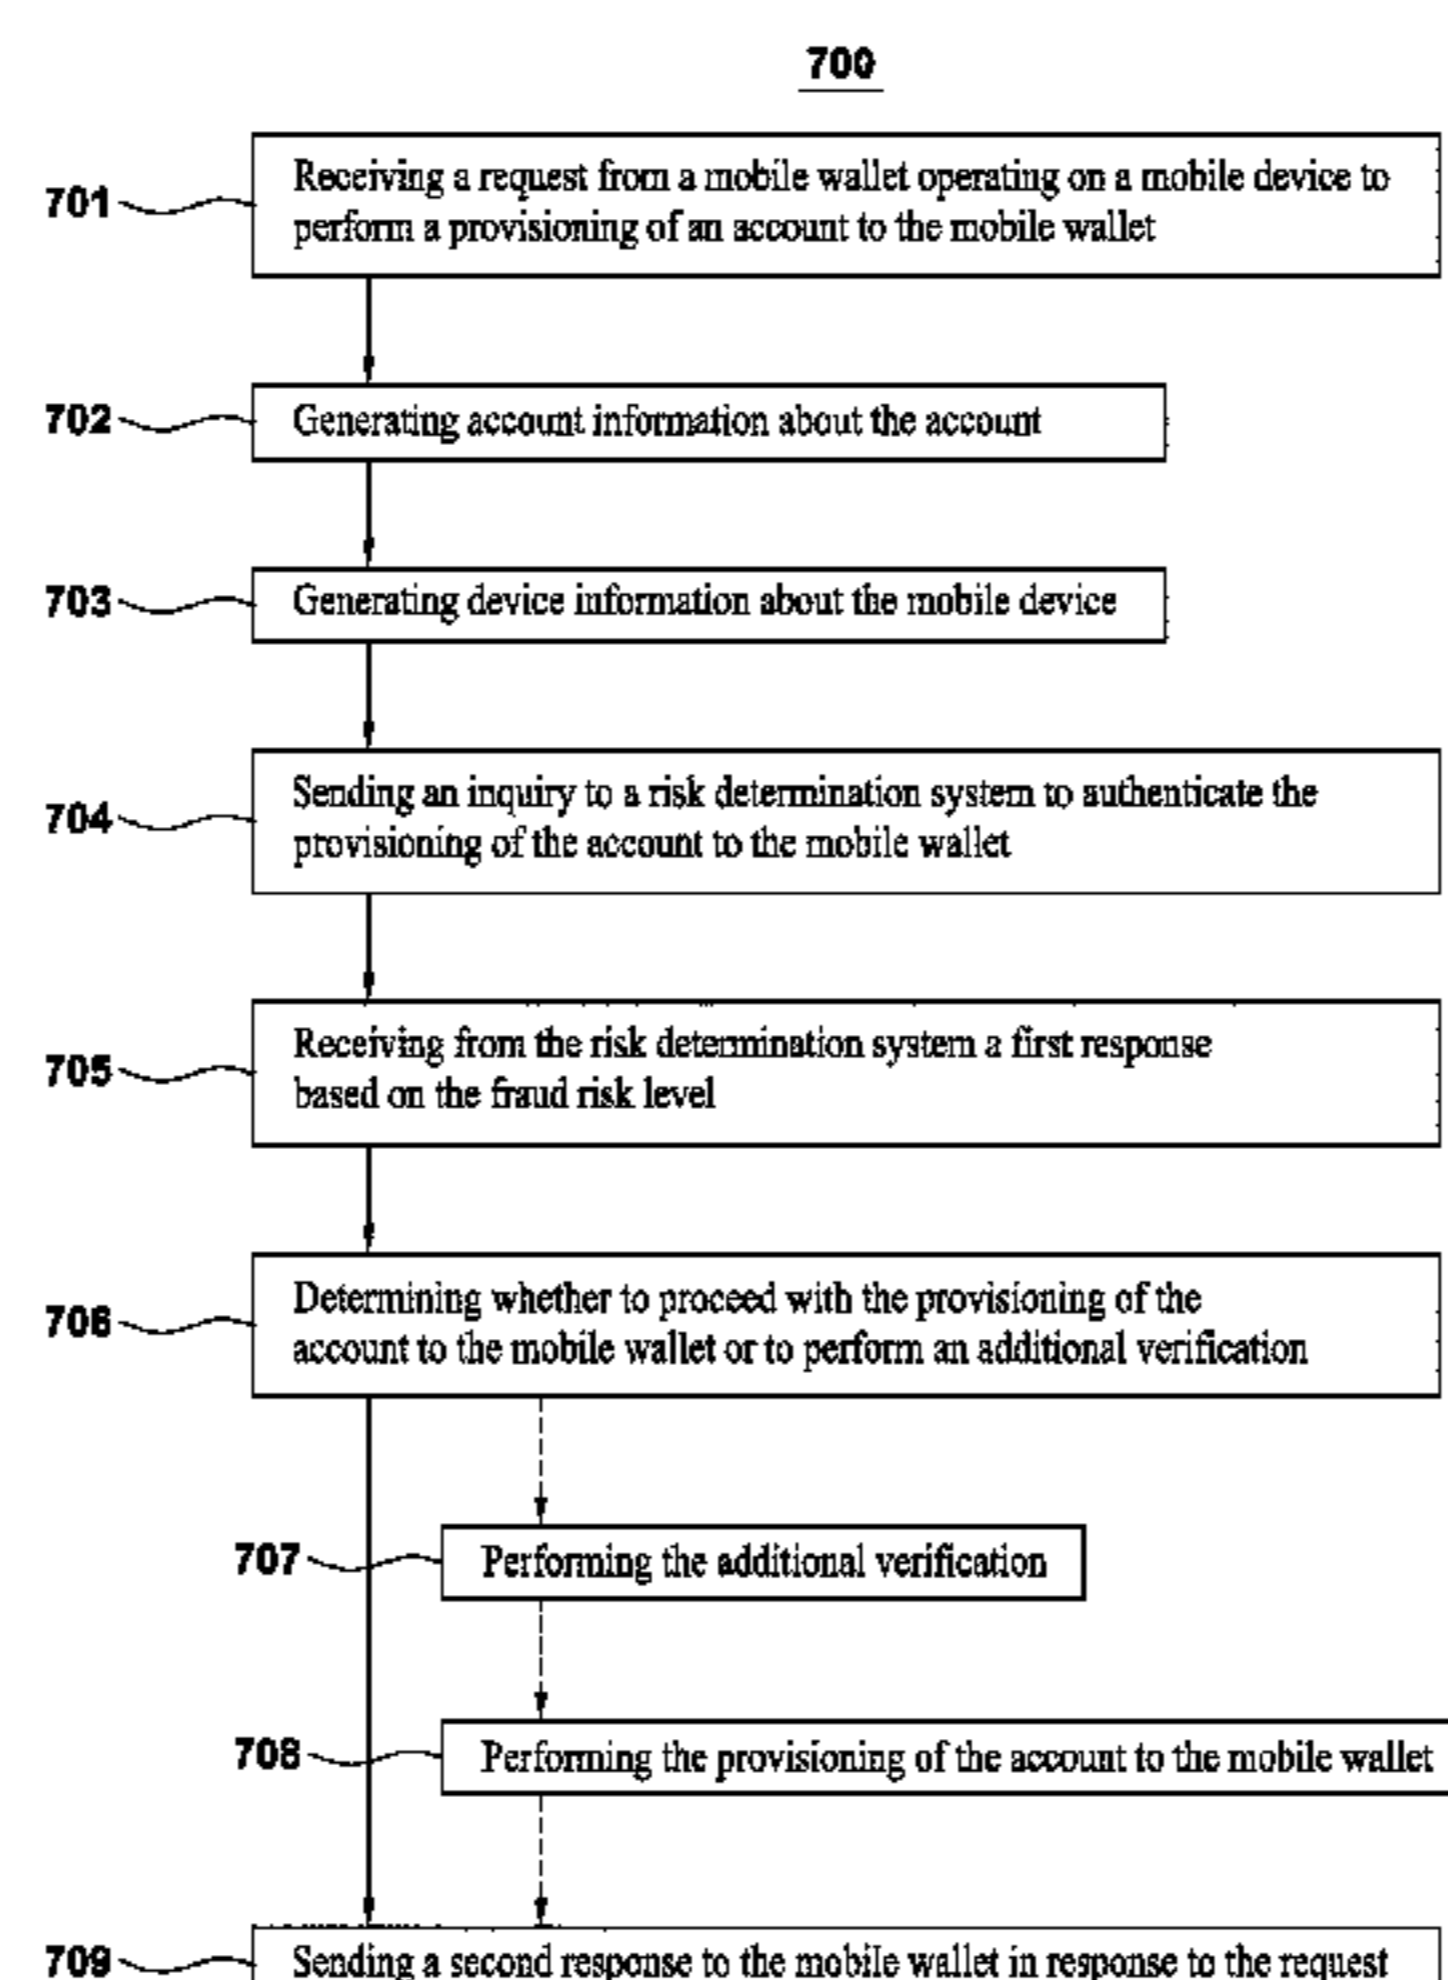 700
701
Receiving a request from a mobile wallet operating on a mobile device to
perform a provisioning of an account to the mobile wallet
702
Generating account information about the account
703
Generating device information about the mobile device
704
Sending an inquiry to a risk determination system to authenticate the
provisioning of the account to the mobile wallet
705
Receiving from the risk determination system a first response
based on the fraud risk level
706
Determining whether to proceed with the provisioning of the
account to the mobile wallet or to perform an additional verification
707
Performing the additional verification
708
Performing the provisioning of the account to the mobile wallet
709
Sending a second response to the mobile wallet in response to the request